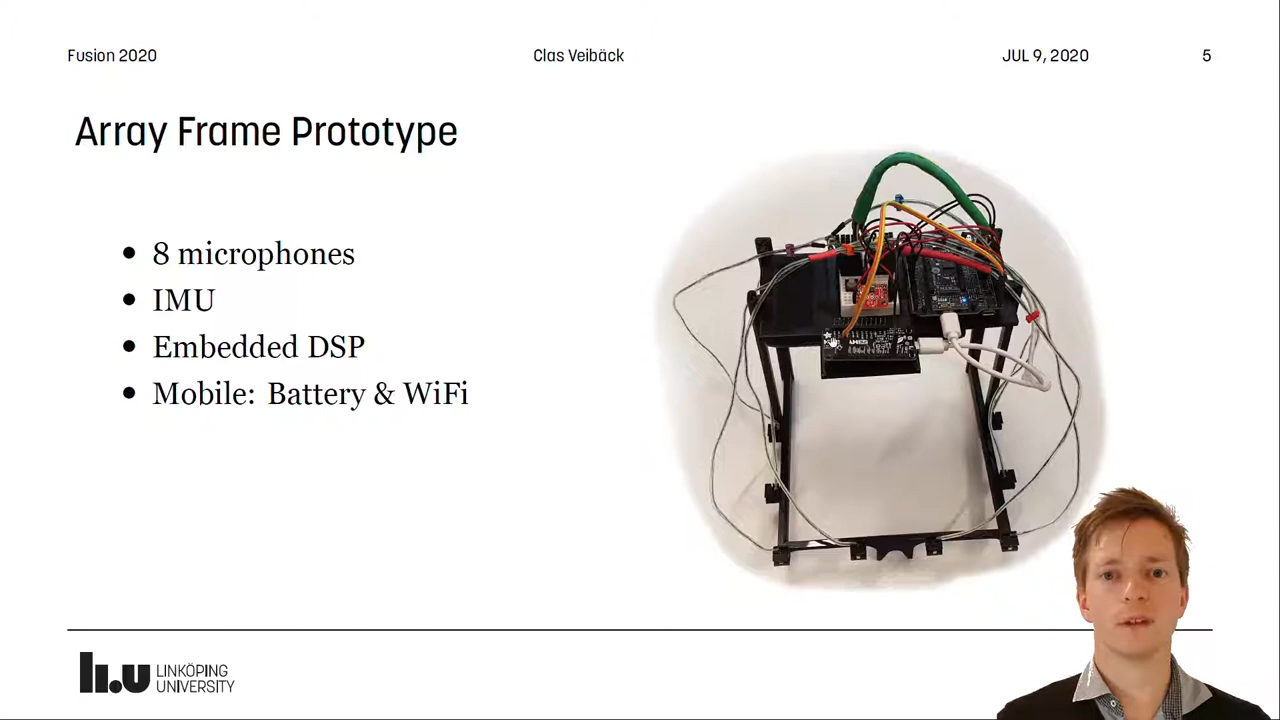 Fusion 2020
Clas Veibäck
JUL 9, 2020
5
Array Frame Prototype
8 microphones
IMU
Embedded DSP
Mobile: Battery & WiFi
LINKÖPING
UNIVERSITY